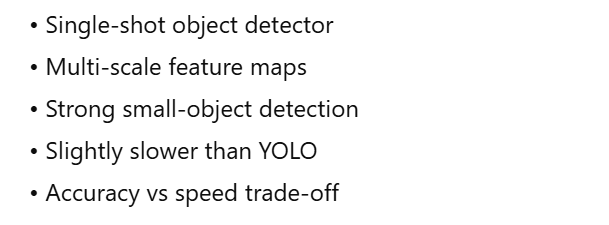 • Single-shot object detector
• Multi-scale feature maps
• Strong small-object detection
• Slightly slower than YOLO
• Accuracy vs speed trade-off